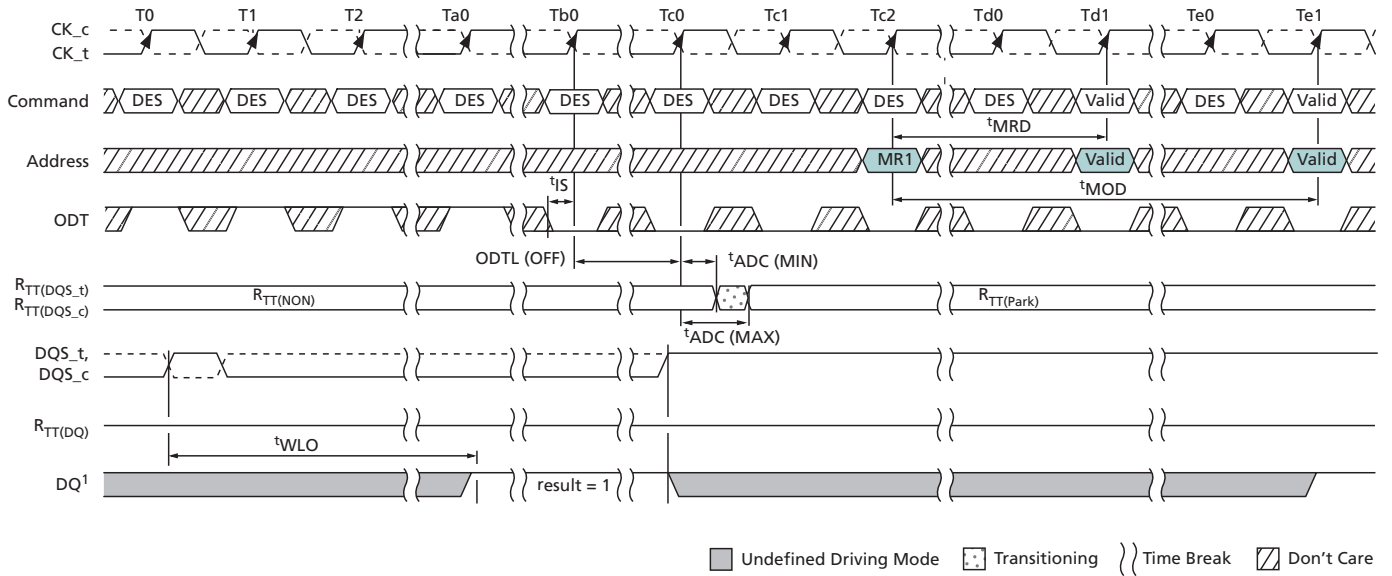 T0 T1 T2 Ta0 Tb0 Tc0 Tc1 Tc2 Td0 Td1 Te0 Te1
CK_c
CK_t
Command DES DES DES DES DES DES DES DES DES Valid DES Valid
tMRD
Address MR1 Valid Valid
tIS tMOD
ODT
ODTL (OFF) tADC (MIN)
RTT(DQS_t)
RTT(DQS_c) RTT(NON) RTT(Park)
tADC (MAX)
DQS_t,
DQS_c
RTT(DQ)
tWLO
DQ1 result = 1
Undefined Driving Mode Transitioning Time Break Don't Care